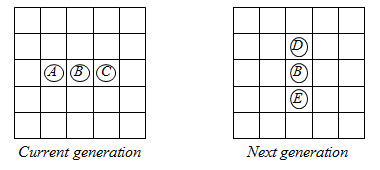 D
A B C B
E
Current generation Next generation